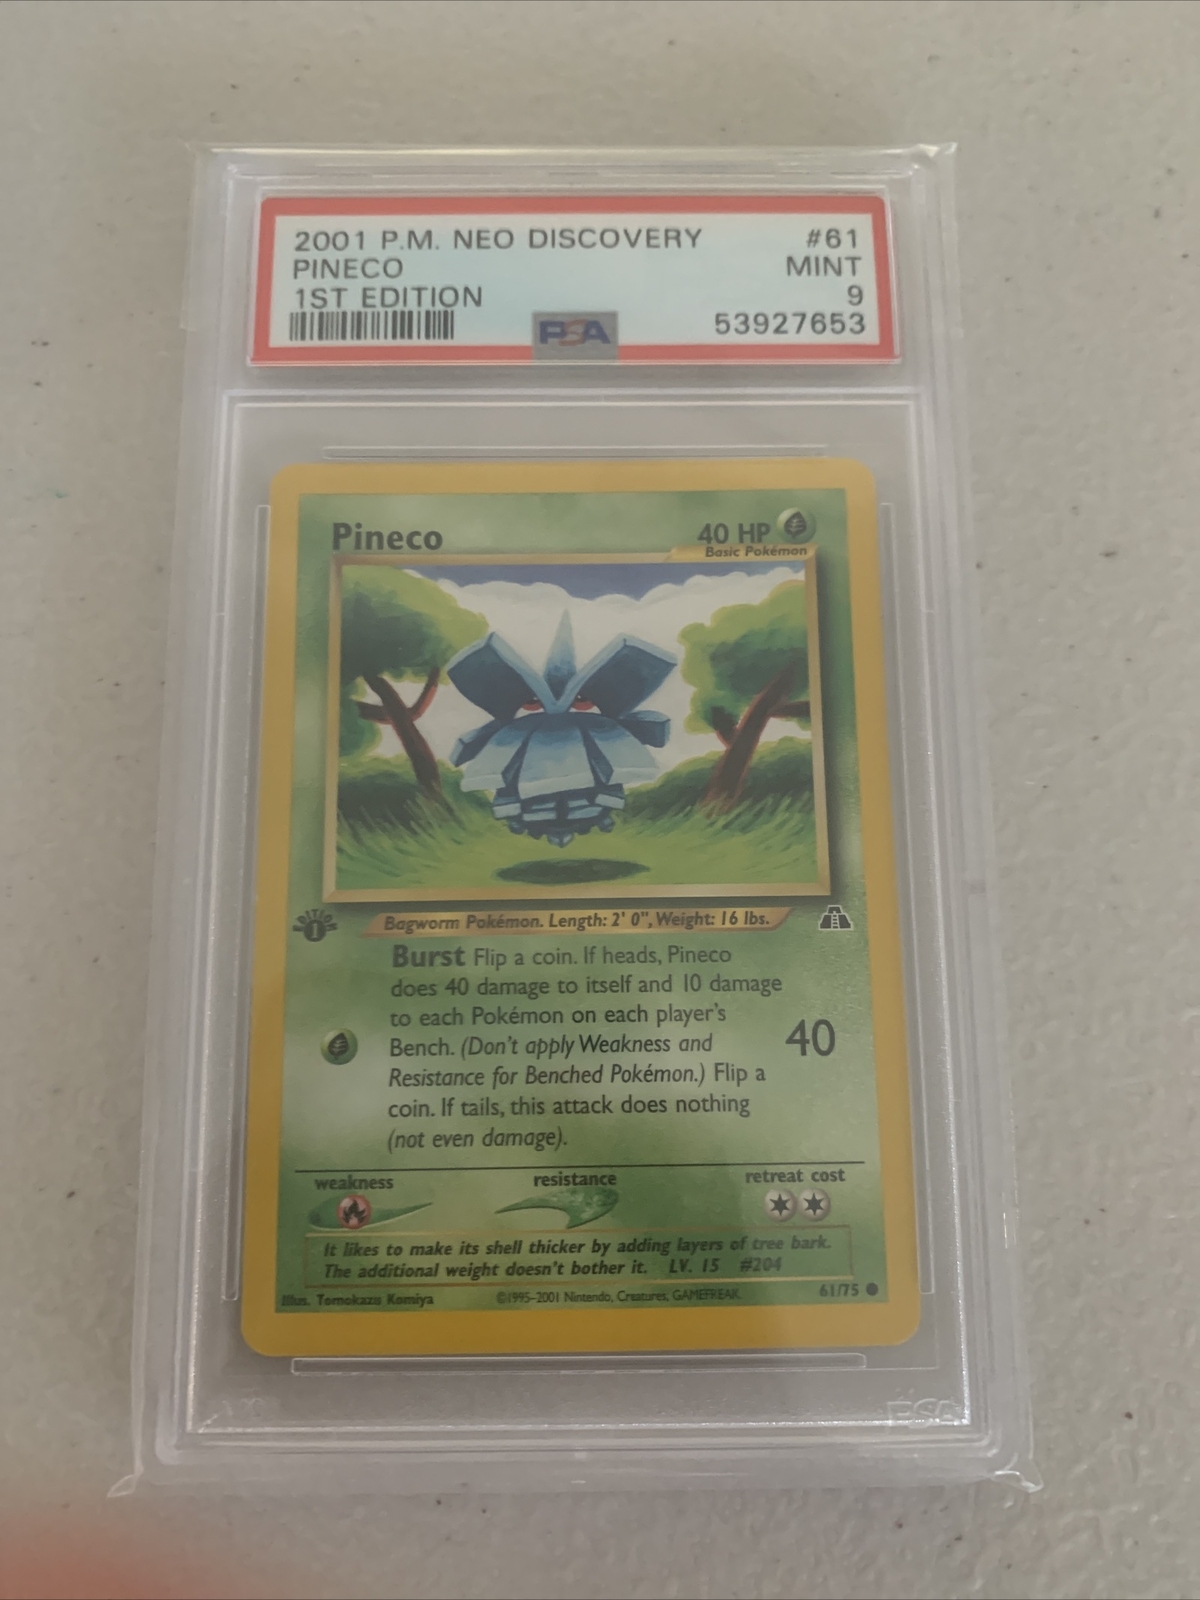 2001 P.M. NEO DISCOVERY #61
PINECO MINT
1ST EDITION 9
PSA 53927653
Pineco 40 HP
Basic Pokémon
EDITION
1
Bagworm Pokémon. Length: 2' 0", Weight: 16 lbs.
Burst Flip a coin. If heads, Pineco
does 40 damage to itself and 10 damage
to each Pokémon on each player's
Bench. (Don't apply Weakness and 40
Resistance for Benched Pokémon.) Flip a
coin. If tails, this attack does nothing
(not even damage).
weakness resistance retreat cost
It likes to make its shell thicker by adding layers of tree bark.
The additional weight doesn't bother it. LV. 15 #204
Illus. Tomokazu Komiya ©1995–2001 Nintendo, Creatures, GAMEFREAK. 61/75 ●
PSA